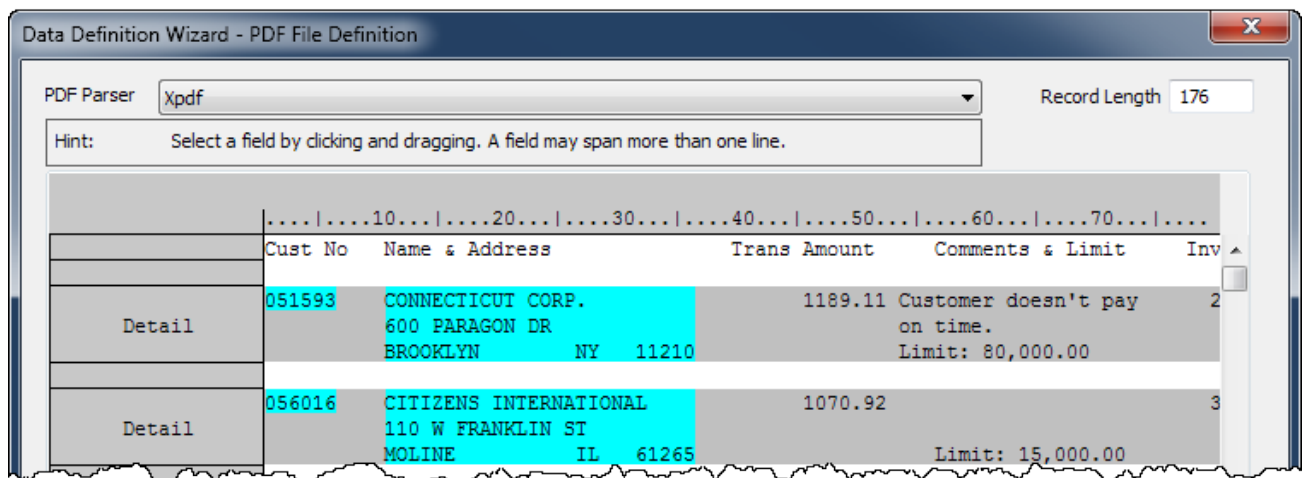 Data Definition Wizard - PDF File Definition
PDF Parser Xpdf Record Length 176
Hint: Select a field by clicking and dragging. A field may span more than one line.
....|....10...|....20...|....30...|....40...|....50...|....60...|....70...|....
Cust No Name & Address Trans Amount Comments & Limit Inv
051593 CONNECTICUT CORP. 1189.11 Customer doesn't pay 2
Detail 600 PARAGON DR on time.
BROOKLYN NY 11210 Limit: 80,000.00
056016 CITIZENS INTERNATIONAL 1070.92 3
Detail 110 W FRANKLIN ST
MOLINE IL 61265 Limit: 15,000.00